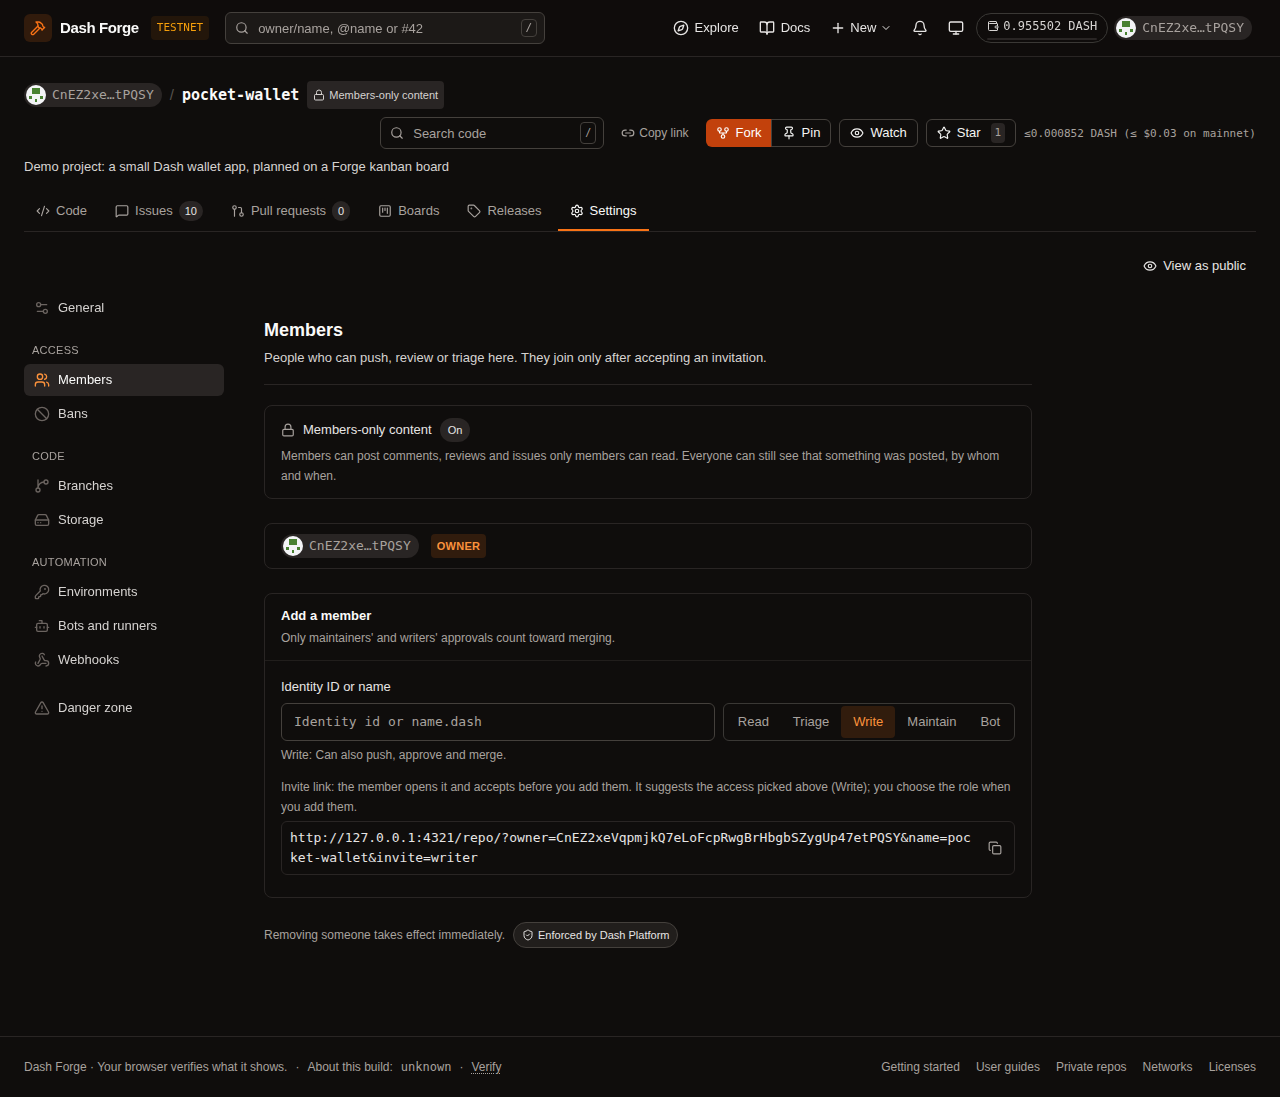 Dash Forge TESTNET owner/name, @name or #42 / Explore Docs New 0.955502 DASH CnEZ2xe…tPQSY
CnEZ2xe…tPQSY / pocket-wallet Members-only content
Search code / Copy link Fork Pin Watch Star 1 ≤0.000852 DASH (≤ $0.03 on mainnet)
Demo project: a small Dash wallet app, planned on a Forge kanban board
Code Issues 10 Pull requests 0 Boards Releases Settings
View as public
General
ACCESS
Members
Bans
CODE
Branches
Storage
AUTOMATION
Environments
Bots and runners
Webhooks
Danger zone
Members
People who can push, review or triage here. They join only after accepting an invitation.
Members-only content On
Members can post comments, reviews and issues only members can read. Everyone can still see that something was posted, by whom
and when.
CnEZ2xe…tPQSY OWNER
Add a member
Only maintainers' and writers' approvals count toward merging.
Identity ID or name
Identity id or name.dash Read Triage Write Maintain Bot
Write: Can also push, approve and merge.
Invite link: the member opens it and accepts before you add them. It suggests the access picked above (Write); you choose the role when
you add them.
http://127.0.0.1:4321/repo/?owner=CnEZ2xeVqpmjkQ7eLoFcpRwgBrHbgbSZygUp47etPQSY&name=poc
ket-wallet&invite=writer
Removing someone takes effect immediately. Enforced by Dash Platform
Dash Forge · Your browser verifies what it shows. · About this build: unknown · Verify
Getting started User guides Private repos Networks Licenses